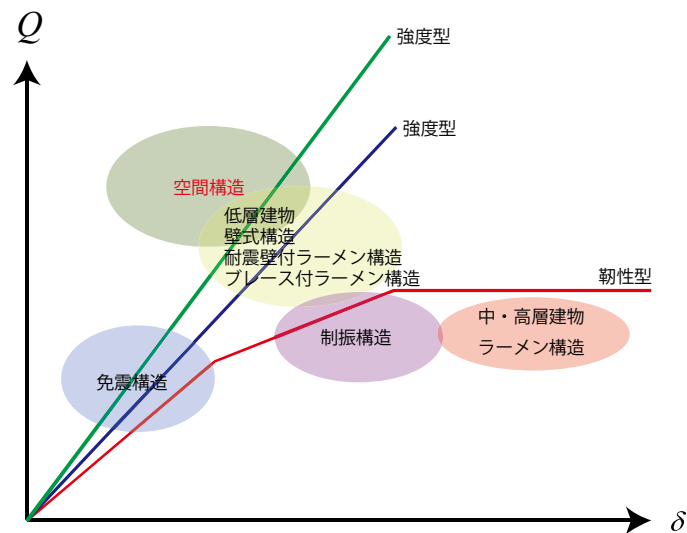 Q
強度型
強度型
空間構造
低層建物
壁式構造
耐震壁付ラーメン構造
ブレース付ラーメン構造
靭性型
中・高層建物
ラーメン構造
制振構造
免震構造
δ